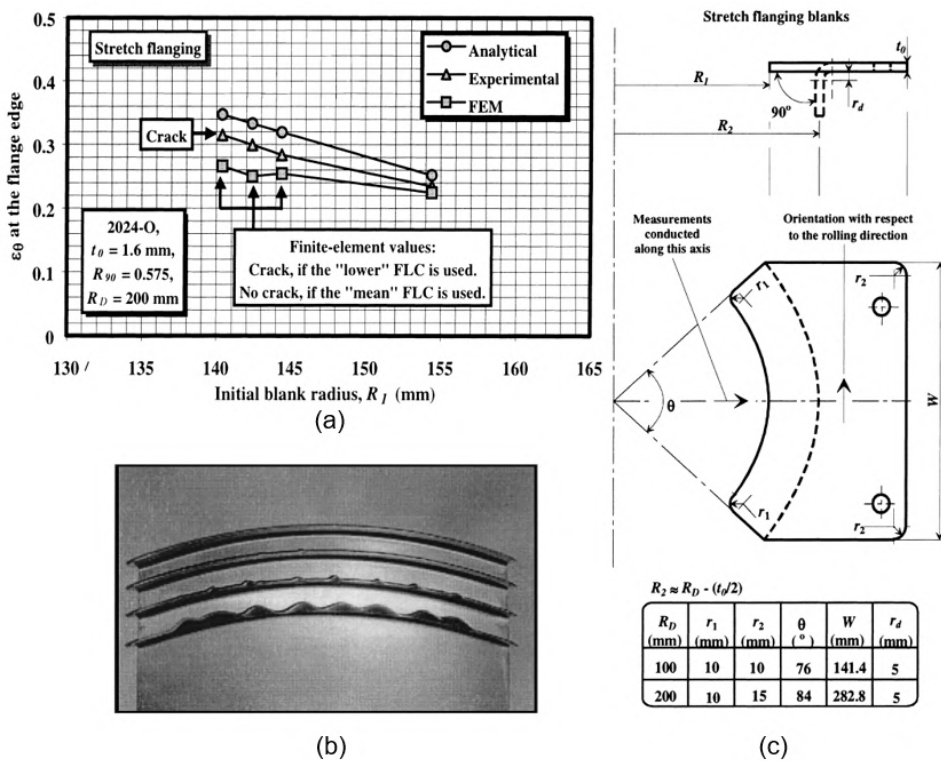 0.5
0.4
0.3
0.2
0.1
0
εθ at the flange edge
Stretch flanging
Analytical
Experimental
FEM
Crack
2024-O,
t0 = 1.6 mm,
R90 = 0.575,
RD = 200 mm
Finite-element values:
Crack, if the "lower" FLC is used.
No crack, if the "mean" FLC is used.
130 / 135 140 145 150 155 160 165
Initial blank radius, R1 (mm)
(a)
(b)
Stretch flanging blanks
t0
R1
rd
90°
R2
Measurements
conducted
along this axis
Orientation with respect
to the rolling direction
r1
r2
θ
W
r1
r2
R2 ≈ RD - (t0/2)
RD r1 r2 θ W rd
(mm) (mm) (mm) (°) (mm) (mm)
100 10 10 76 141.4 5
200 10 15 84 282.8 5
(c)